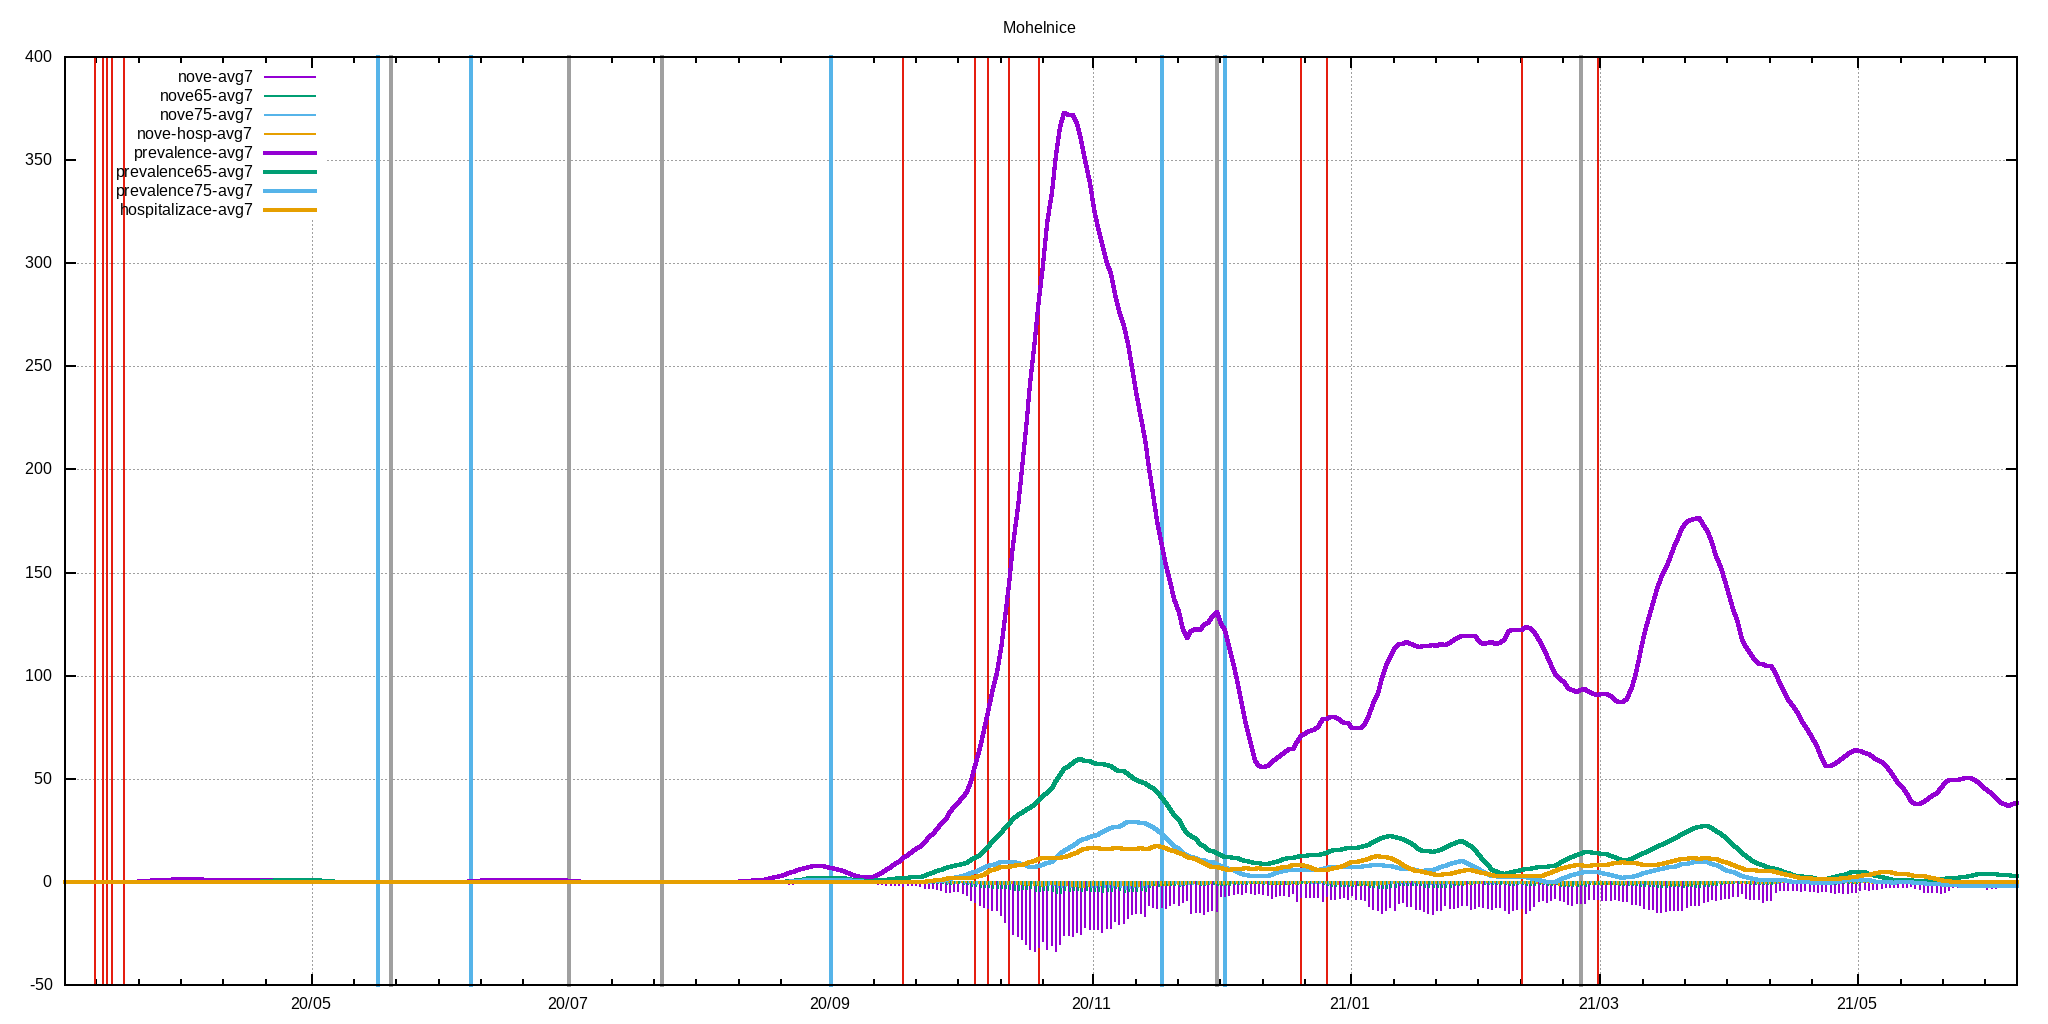 Mohelnice
400
350
300
250
200
150
100
50
0
-50
nove-avg7
nove65-avg7
nove75-avg7
nove-hosp-avg7
prevalence-avg7
prevalence65-avg7
prevalence75-avg7
hospitalizace-avg7
20/05 20/07 20/09 20/11 21/01 21/03 21/05